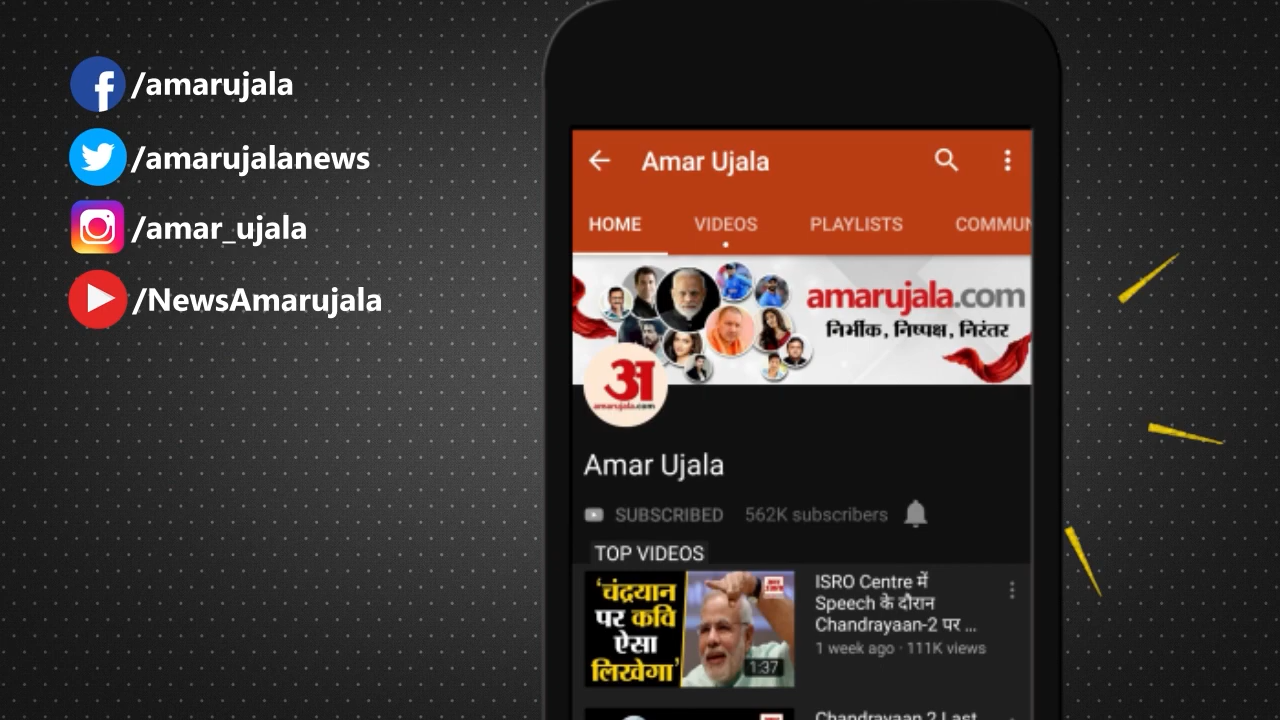 /amarujala
/amarujalanews
/amar_ujala
/NewsAmarujala
Amar Ujala
HOME VIDEOS PLAYLISTS COMMUN
amarujala.com
निर्भीक, निष्पक्ष, निरंतर
अ
amarujala.com
Amar Ujala
SUBSCRIBED 562K subscribers
TOP VIDEOS
‘चंद्रयान
पर कवि
ऐसा
लिखेगा’
1:37
ISRO Centre में
Speech के दौरान
Chandrayaan-2 पर ...
1 week ago · 111K views
Chandrayaan 2 Last